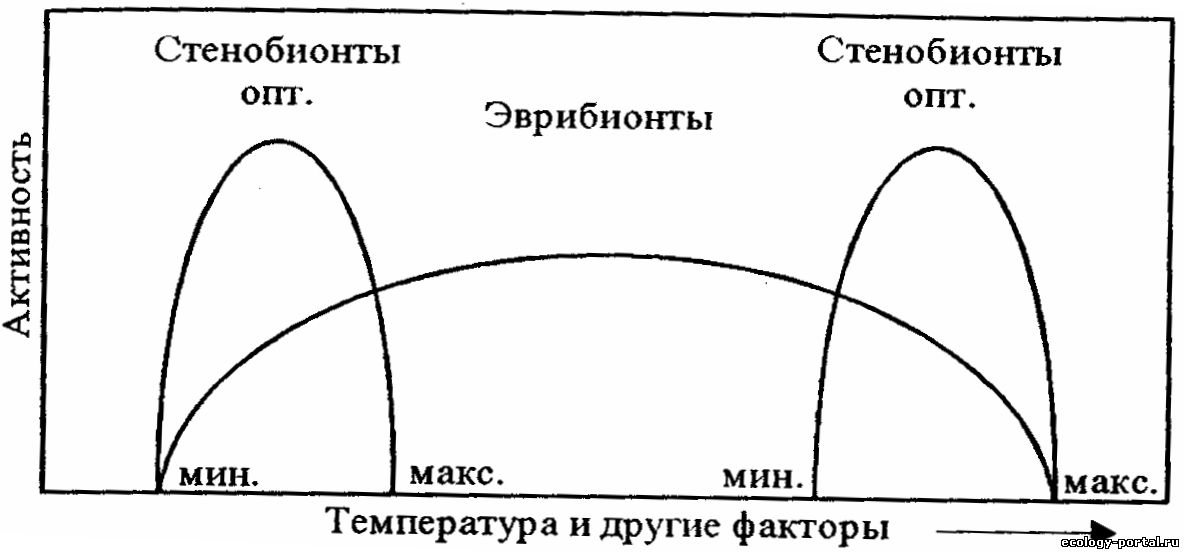 Стенобионты
опт.
Эврибионты
Стенобионты
опт.
Активность
мин.
макс.
мин.
макс.
Температура и другие факторы
ecology-portal.ru